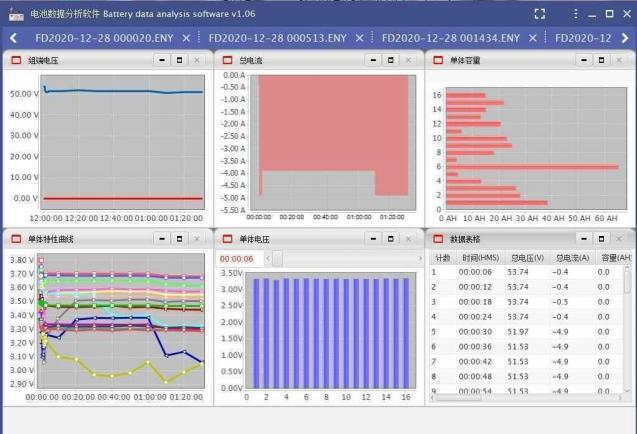 电池数据分析软件 Battery data analysis software v1.06
FD2020-12-28 000020.ENY
FD2020-12-28 000513.ENY
FD2020-12-28 001434.ENY
FD2020-12
组端电压
50.00 V
40.00 V
30.00 V
20.00 V
10.00 V
0.00 V
12:00:00 12:20:00 12:40:00 01:00:00 01:20:00
总电流
0.00 A
-0.50 A
-1.00 A
-1.50 A
-2.00 A
-2.50 A
-3.00 A
-3.50 A
-4.00 A
-4.50 A
-5.00 A
-5.50 A
00:00:00 00:20:00 00:40:00 01:00:00 01:20:00
单体容量
16
14
12
10
8
6
4
2
0
0 AH 10 AH 20 AH 30 AH 40 AH 50 AH 60 AH
单体特性曲线
3.80 V
3.70 V
3.60 V
3.50 V
3.40 V
3.30 V
3.20 V
3.10 V
3.00 V
2.90 V
00:00:00 00:20:00 00:40:00 01:00:00 01:20:00
单体电压
00:00:06
3.50V
3.00V
2.50V
2.00V
1.50V
1.00V
0.50V
0.00V
0 2 4 6 8 10 12 14 16
数据表格
计数 时间(HMS) 总电压(V) 总电流(A) 容量(AH
1 00:00:06 53.74 -0.4 0.0
2 00:00:12 53.74 -0.4 0.0
3 00:00:18 53.74 -0.5 0.0
4 00:00:24 53.74 -0.4 0.0
5 00:00:30 51.97 -4.9 0.0
6 00:00:36 51.53 -4.9 0.0
7 00:00:42 51.53 -4.9 0.0
8 00:00:48 51.53 -4.9 0.0
9 00:00:54 51.53 -4.9 0.0